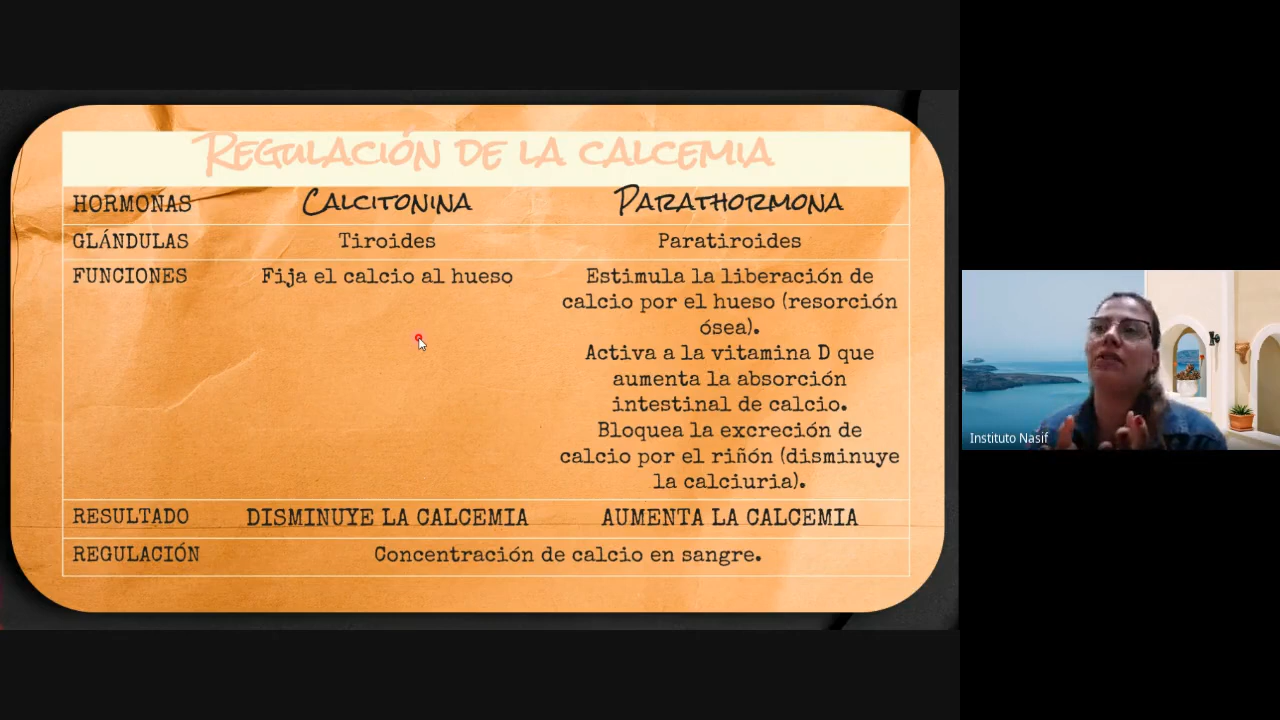 REGULACIÓN DE LA CALCEMIA
HORMONAS CALCITONINA PARATHORMONA
GLÁNDULAS Tiroides Paratiroides
FUNCIONES Fija el calcio al hueso Estimula la liberación de
calcio por el hueso (resorción
ósea).
Activa a la vitamina D que
aumenta la absorción
intestinal de calcio.
Bloquea la excreción de
calcio por el riñón (disminuye
la calciuria).
RESULTADO DISMINUYE LA CALCEMIA AUMENTA LA CALCEMIA
REGULACIÓN Concentración de calcio en sangre.
Instituto Nasif